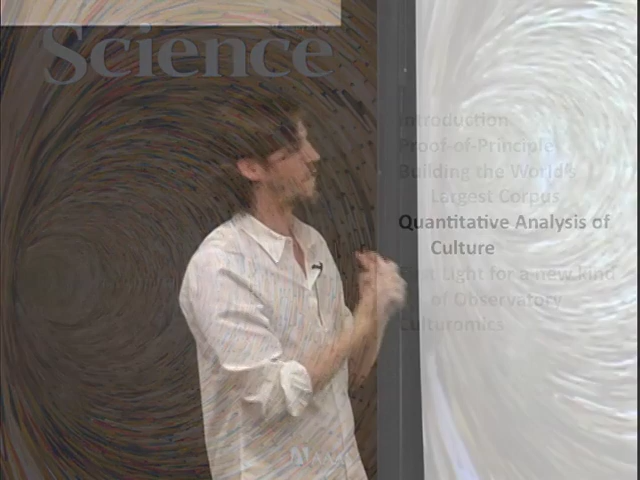 Science
Introduction
Proof-of-Principle
Building the World's
Largest Corpus
Quantitative Analysis of
Culture
First Light for a new kind
of Observatory
Culturomics
AAAS